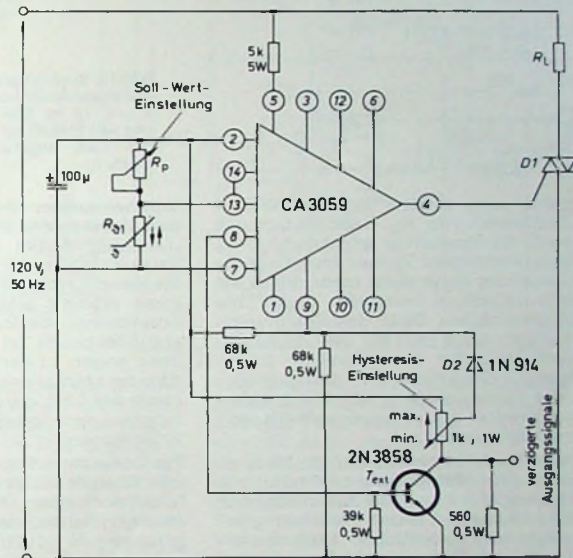 5k
5W
R_L
Soll-Wert-
Einstellung
5
3
12
6
2
R_p
+
100µ
14
13
CA3059
4
D1
R_ϑ1
ϑ
8
7
120 V,
50 Hz
1
9
10
11
68k
0,5W
68k
0,5W
D2
1N 914
Hysteresis-
Einstellung
max.
min.
1k, 1W
2N3858
T_ext
39k
0,5W
560
0,5W
verzögerte
Ausgangssignale